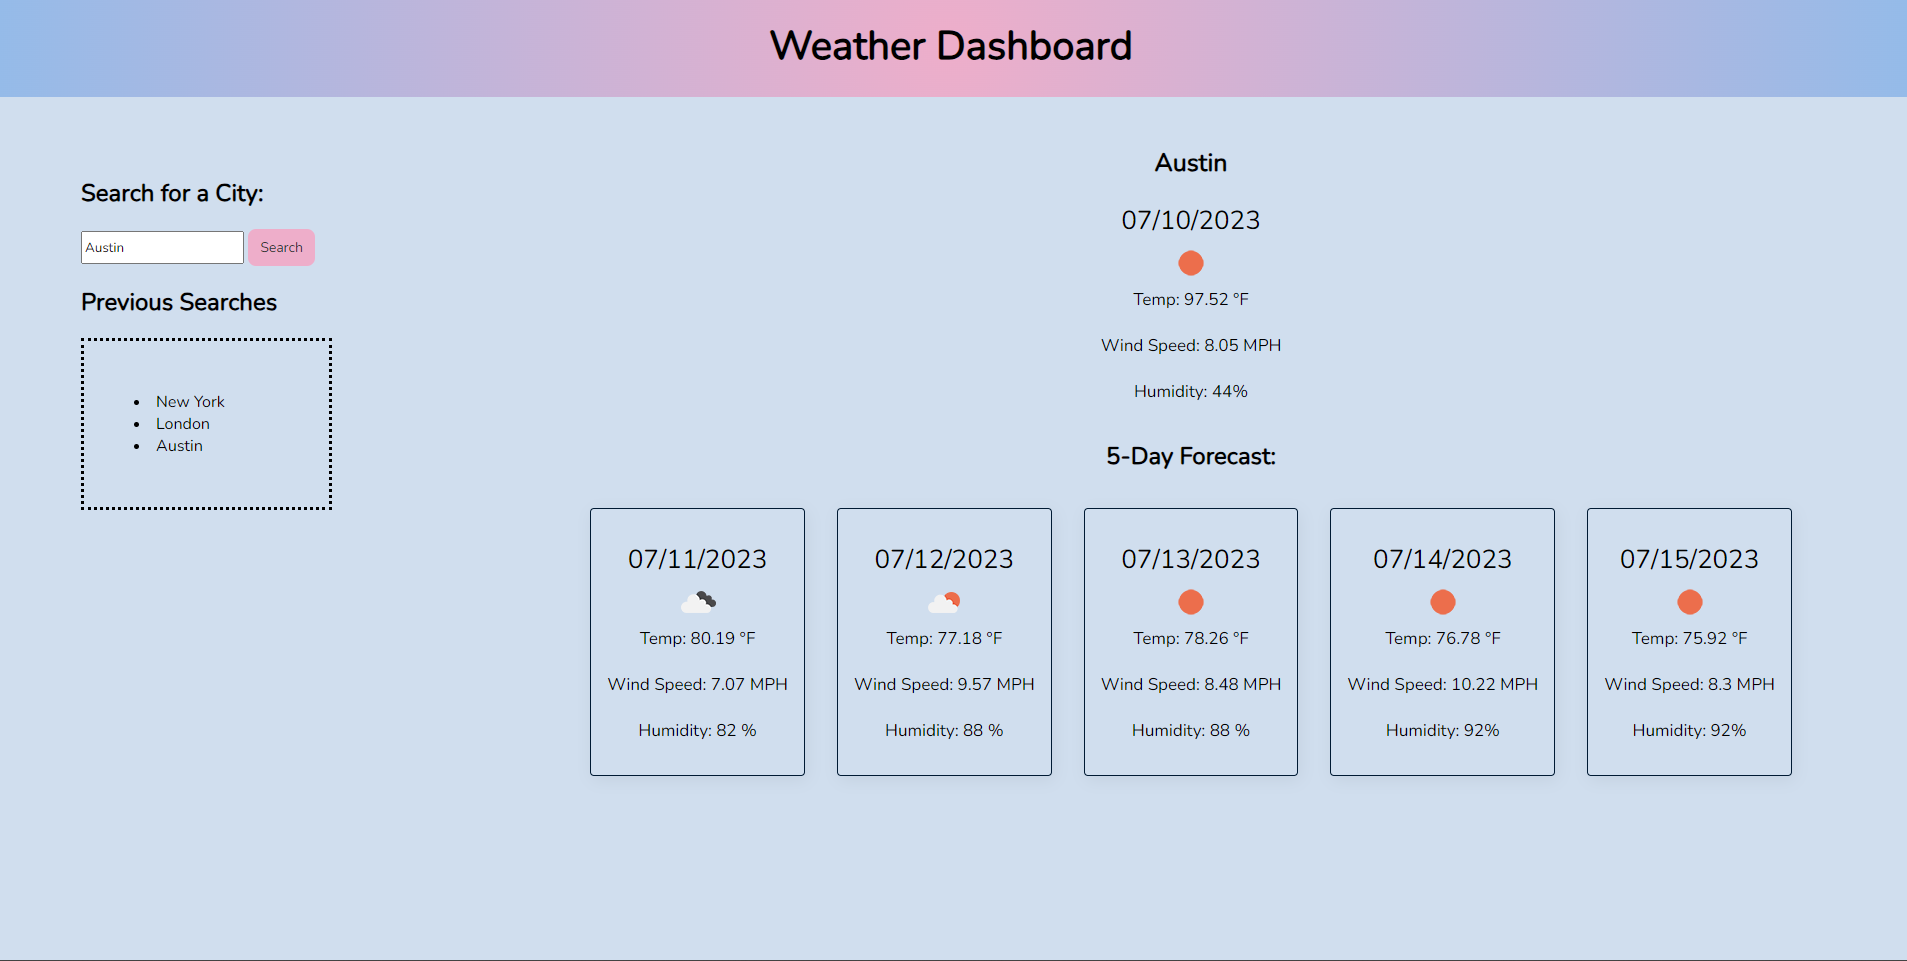 Weather Dashboard
Search for a City:
Austin
Search
Previous Searches
New York
London
Austin
Austin
07/10/2023
Temp: 97.52 °F
Wind Speed: 8.05 MPH
Humidity: 44%
5-Day Forecast:
07/11/2023
Temp: 80.19 °F
Wind Speed: 7.07 MPH
Humidity: 82 %
07/12/2023
Temp: 77.18 °F
Wind Speed: 9.57 MPH
Humidity: 88 %
07/13/2023
Temp: 78.26 °F
Wind Speed: 8.48 MPH
Humidity: 88 %
07/14/2023
Temp: 76.78 °F
Wind Speed: 10.22 MPH
Humidity: 92%
07/15/2023
Temp: 75.92 °F
Wind Speed: 8.3 MPH
Humidity: 92%